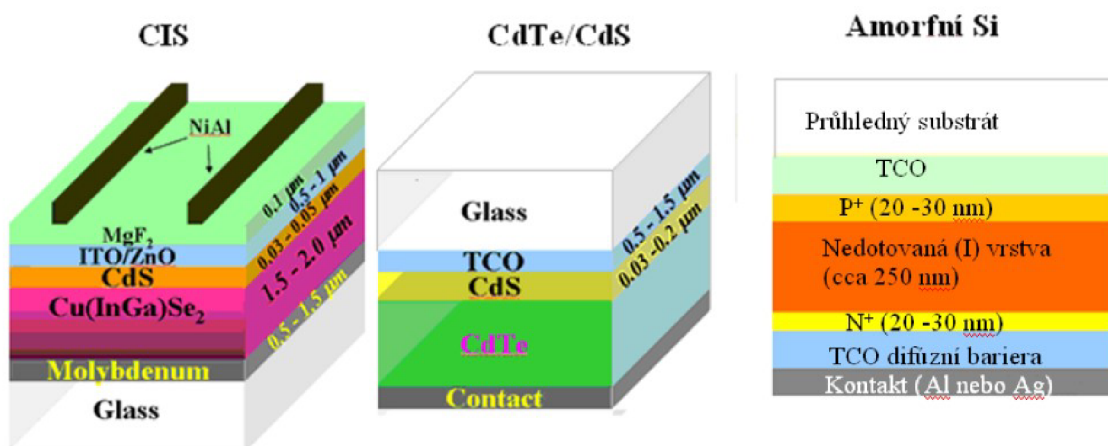 CIS
NiAl
0.1 µm
0.5 - 1 µm
0.03 - 0.05 µm
1.5 - 2.0 µm
0.5 - 1.5 µm
MgF2
ITO/ZnO
CdS
Cu(InGa)Se2
Molybdenum
Glass
CdTe/CdS
Glass
0.5 - 1.5 µm
0.03 -0.2 µm
TCO
CdS
CdTe
Contact
Amorfní Si
Průhledný substrát
TCO
P+ (20 -30 nm)
Nedotovaná (I) vrstva
(cca 250 nm)
N+ (20 -30 nm)
TCO difúzní bariera
Kontakt (Al nebo Ag)